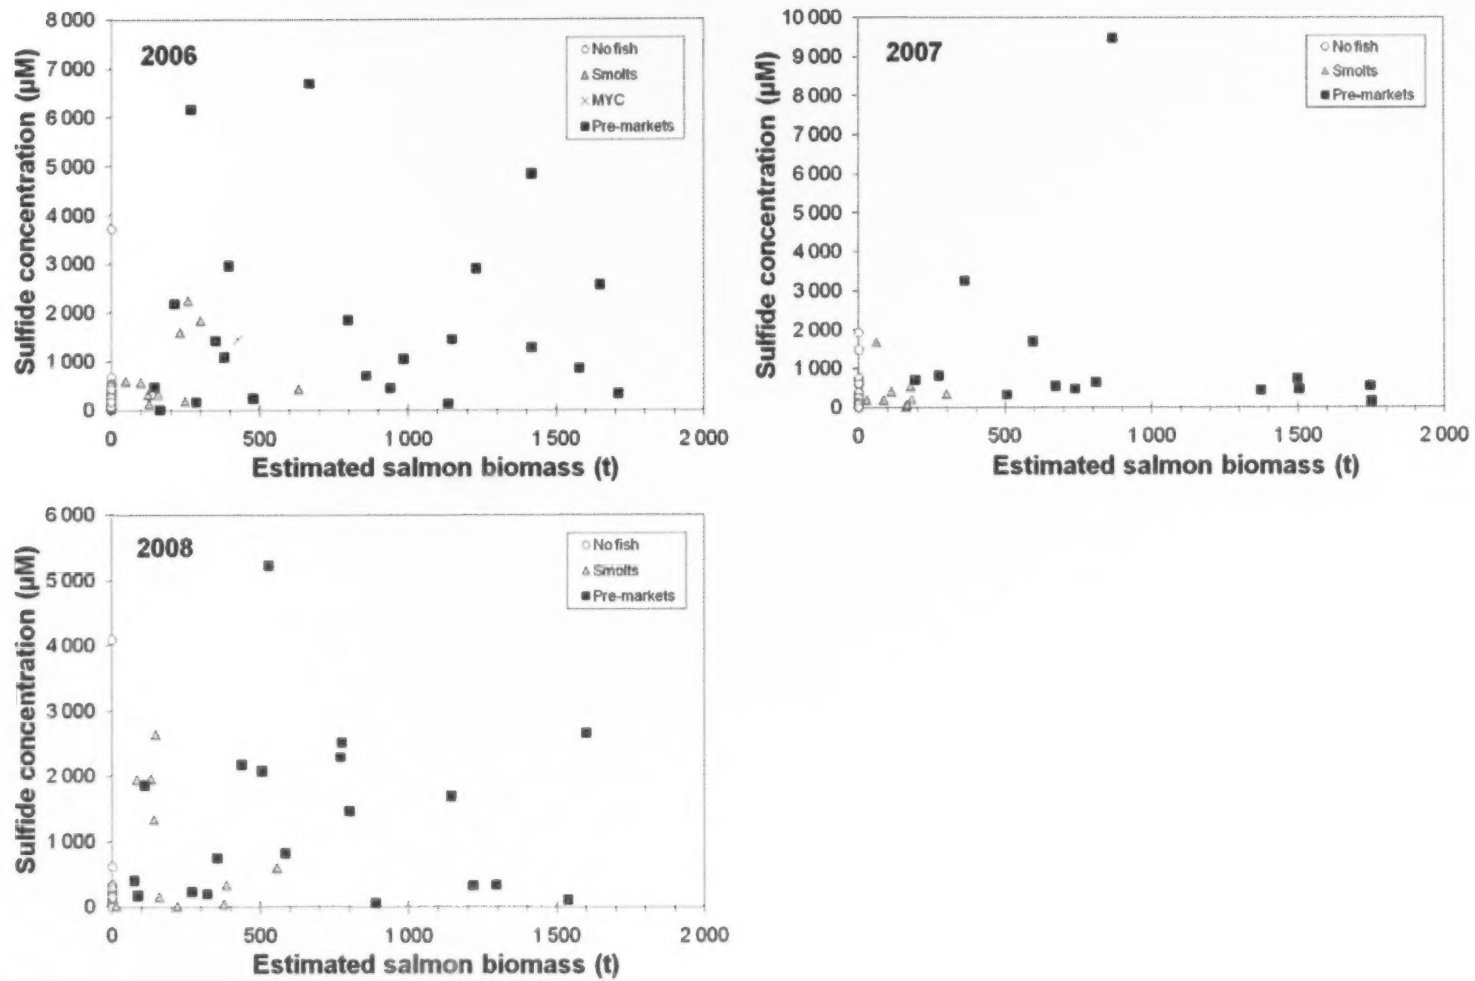 8 000
7 000
6 000
5 000
4 000
3 000
2 000
1 000
0
Sulfide concentration (µM)
2006
No fish
Smolts
MYC
Pre-markets
0 500 1 000 1 500 2 000
Estimated salmon biomass (t)
10 000
9 000
8 000
7 000
6 000
5 000
4 000
3 000
2 000
1 000
0
Sulfide concentration (µM)
2007
No fish
Smolts
Pre-markets
0 500 1 000 1 500 2 000
Estimated salmon biomass (t)
6 000
5 000
4 000
3 000
2 000
1 000
0
Sulfide concentration (µM)
2008
No fish
Smolts
Pre-markets
0 500 1 000 1 500 2 000
Estimated salmon biomass (t)